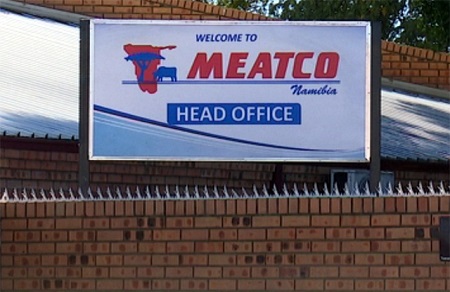 WELCOME TO
MEATCO
Namibia
HEAD OFFICE